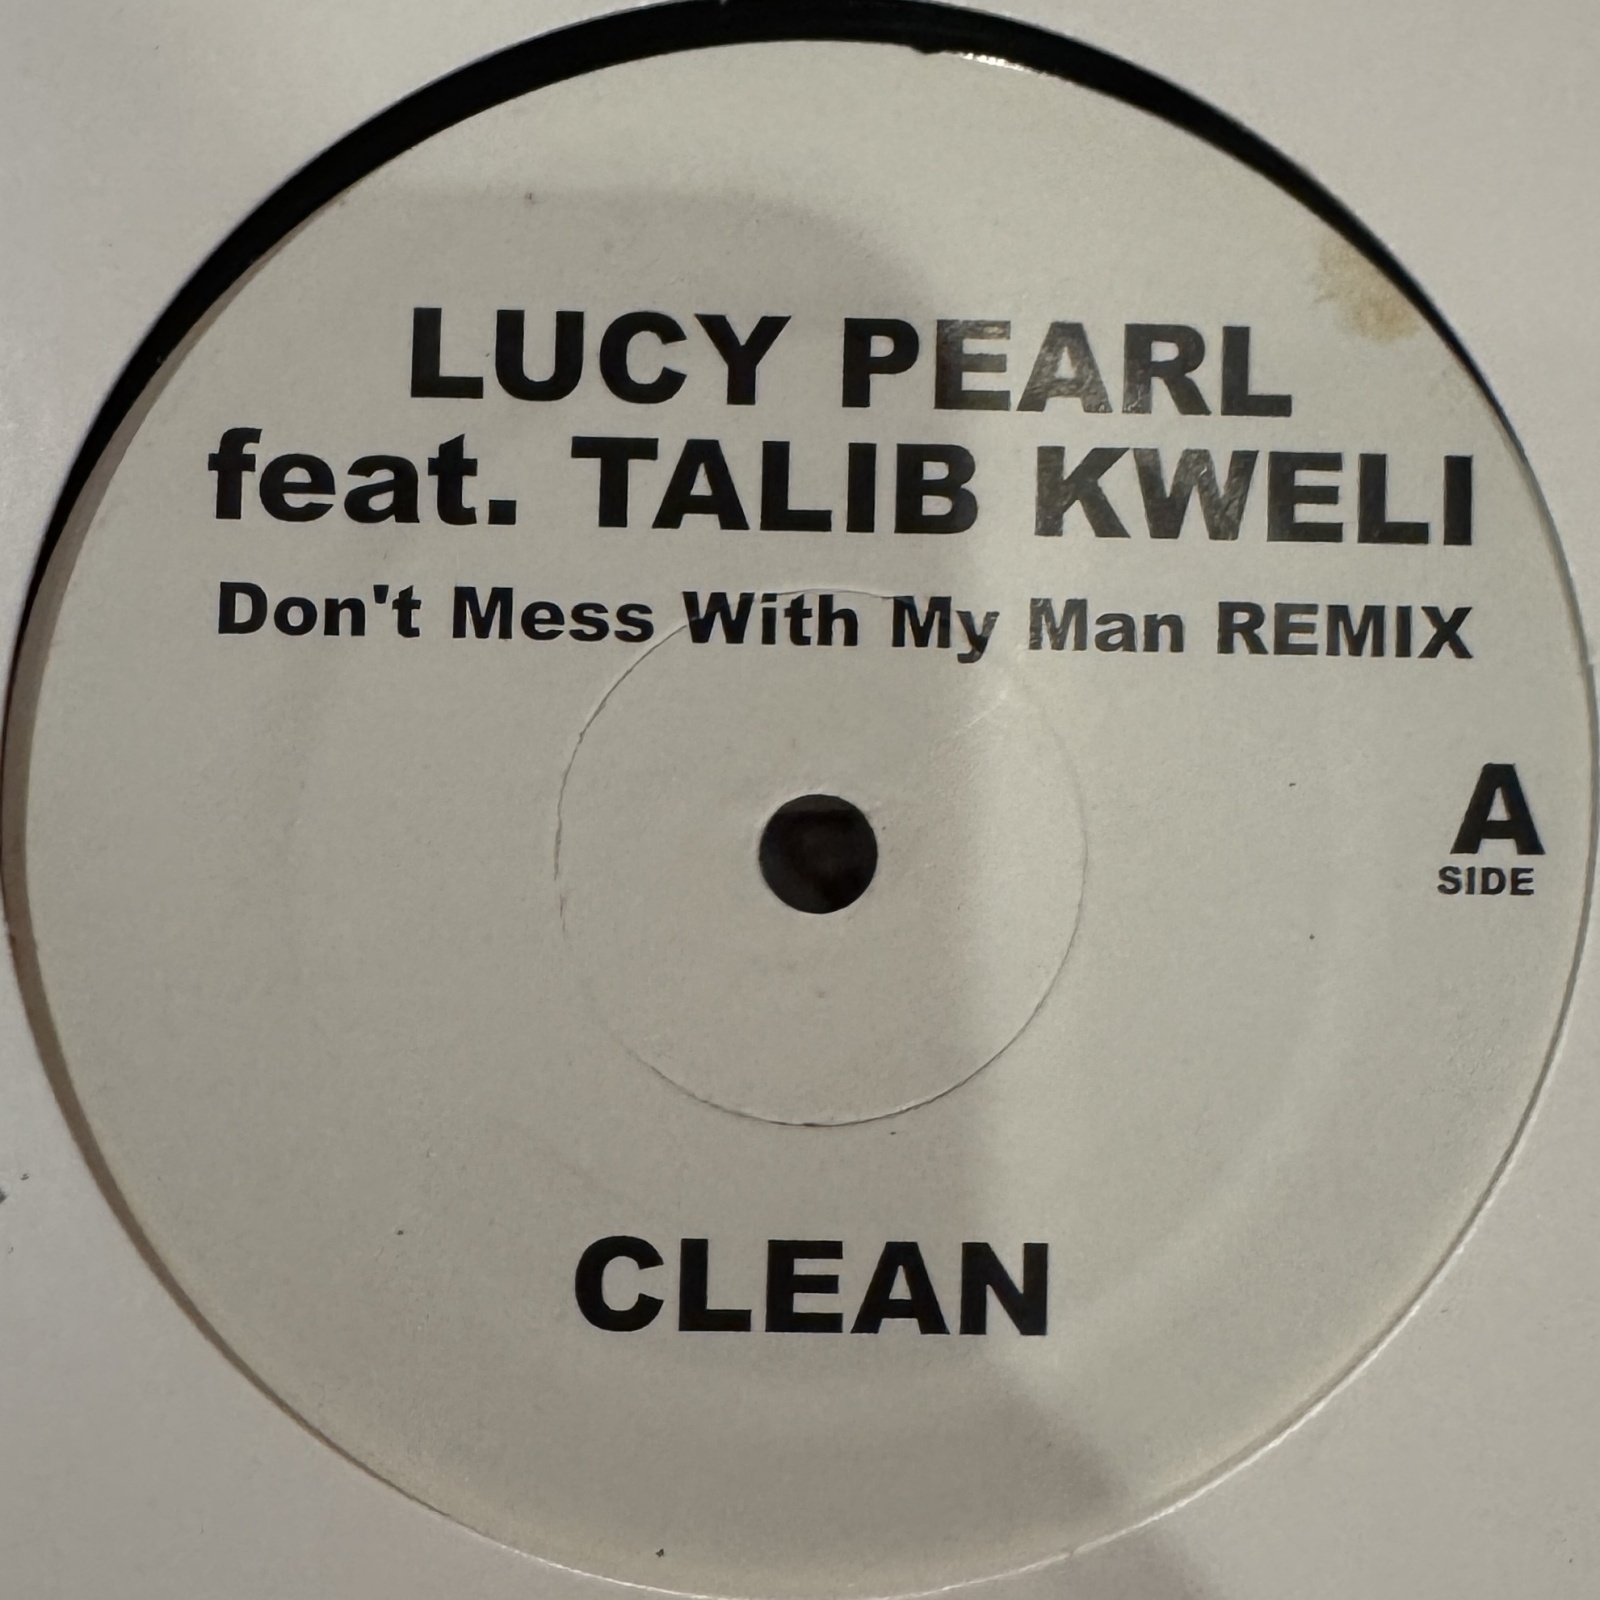 LUCY PEARL
feat. TALIB KWELI
Don't Mess With My Man REMIX
A
SIDE
CLEAN